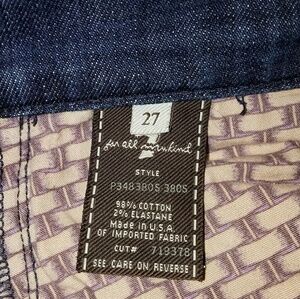 27
for all mankind
STYLE
P348380S-380S
98% COTTON
2% ELASTANE
MADE IN U.S.A
OF IMPORTED FABRIC
CUT# 719378
SEE CARE ON REVERSE